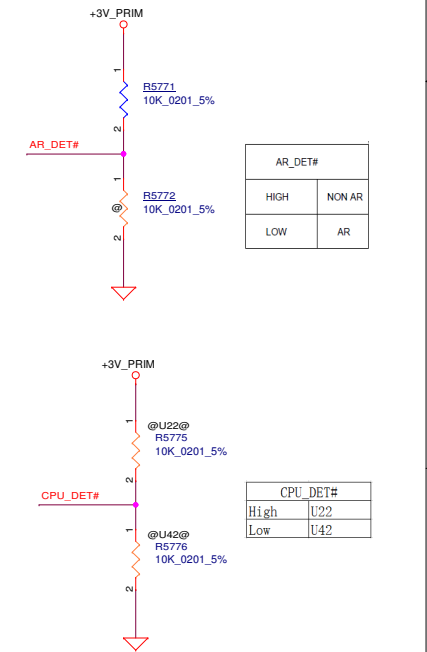 +3V_PRIM
1
R5771
10K_0201_5%
2
AR_DET#
1
R5772
@
10K_0201_5%
2
AR_DET#
HIGH NON AR
LOW AR
+3V_PRIM
1
@U22@
R5775
10K_0201_5%
2
CPU_DET#
1
@U42@
R5776
10K_0201_5%
2
CPU_DET#
High U22
Low U42